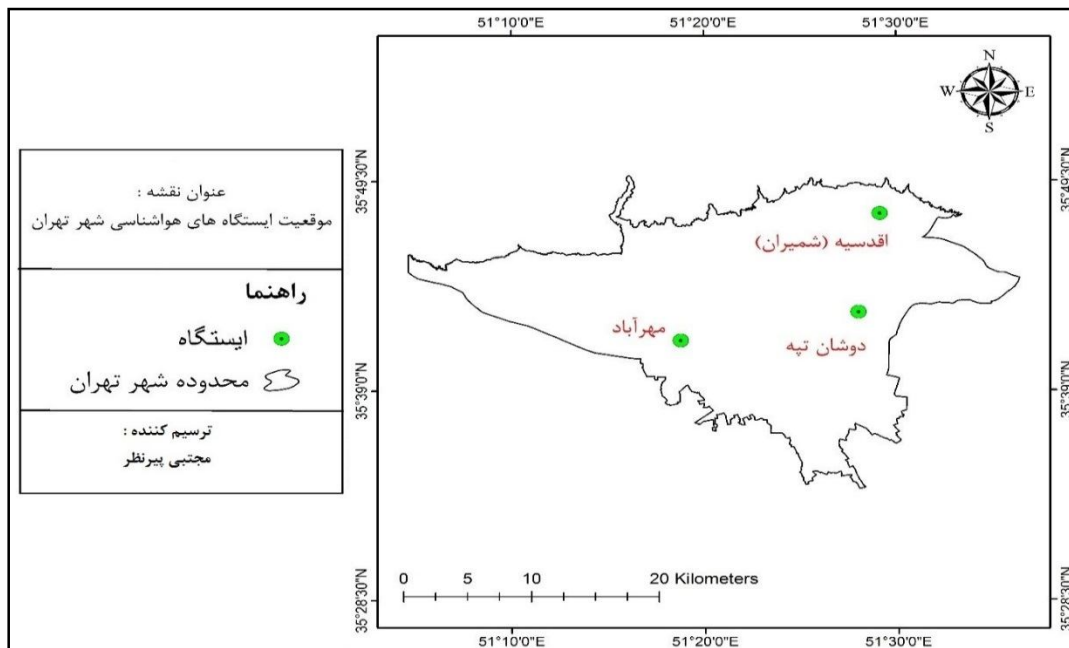 51°10'0"E
51°20'0"E
51°30'0"E
N
W
E
S
35°49'30"N
35°49'30"N
عنوان نقشه :
موقعیت ایستگاه های هواشناسی شهر تهران
راهنما
ایستگاه
محدوده شهر تهران
ترسیم کننده :
مجتبی پیرنظر
اقدسیه (شمیران)
مهرآباد
دوشان تپه
35°39'0"N
35°39'0"N
0 5 10 20 Kilometers
35°28'30"N
35°28'30"N
51°10'0"E
51°20'0"E
51°30'0"E